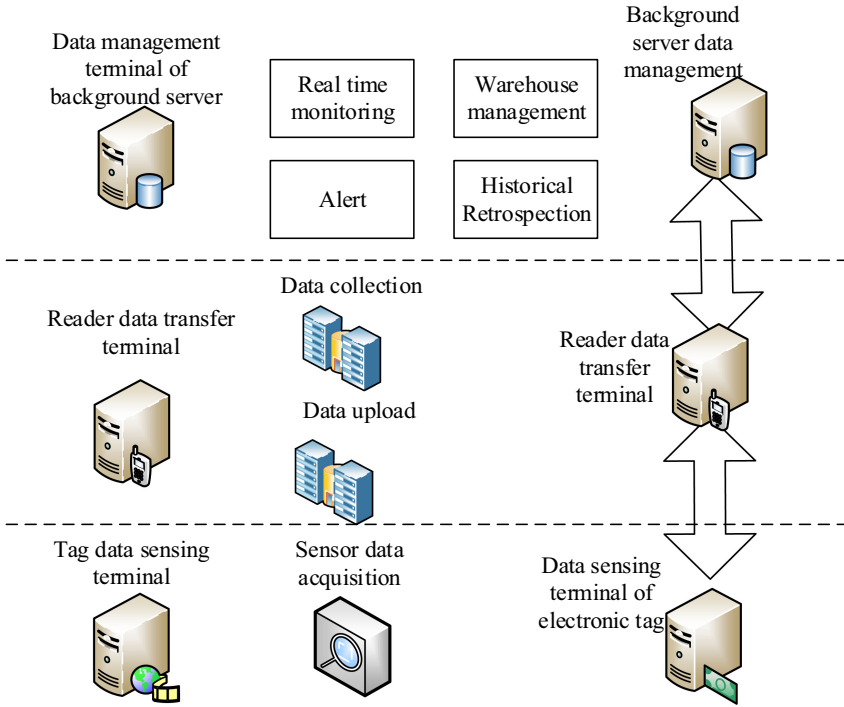 Data management
terminal of
background server
Real time
monitoring
Warehouse
management
Background
server data
management
Alert
Historical
Retrospection
Reader data transfer
terminal
Data collection
Data upload
Reader data
transfer
terminal
Tag data sensing
terminal
Sensor data
acquisition
Data sensing
terminal of
electronic tag